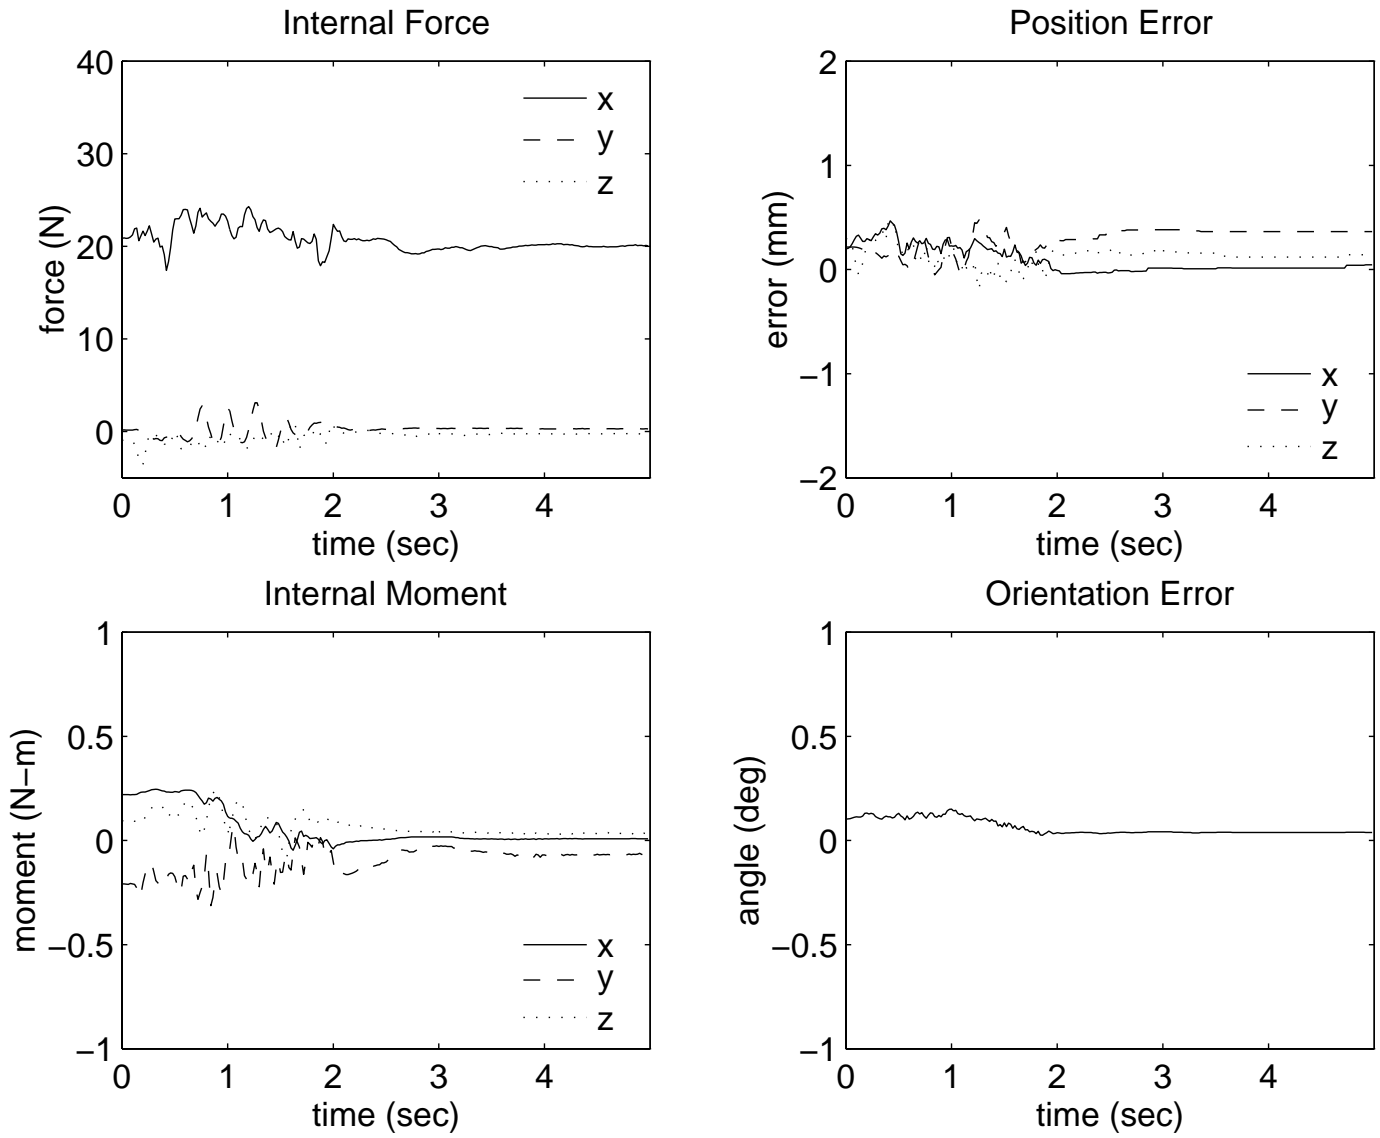 Internal Force
40
30
20
10
0
force (N)
x
y
z
0 1 2 3 4
time (sec)
Position Error
2
1
0
−1
−2
error (mm)
x
y
z
0 1 2 3 4
time (sec)
Internal Moment
1
0.5
0
−0.5
−1
moment (N−m)
x
y
z
0 1 2 3 4
time (sec)
Orientation Error
1
0.5
0
−0.5
−1
angle (deg)
0 1 2 3 4
time (sec)